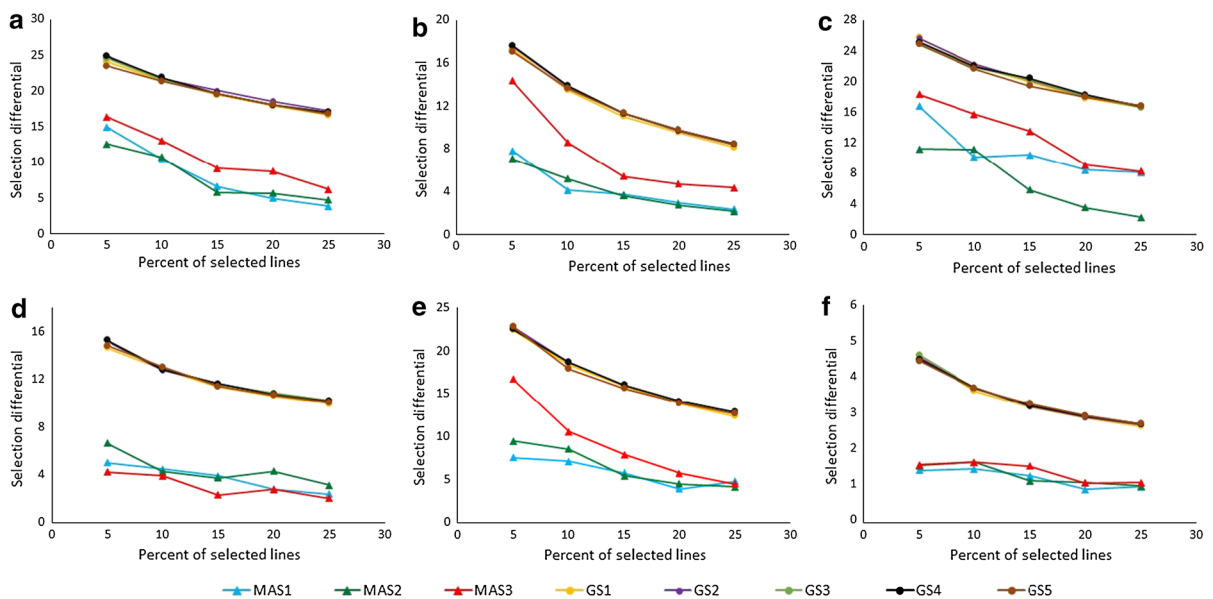 a
30
25
20
15
10
5
0
Selection differential
0 5 10 15 20 25 30
Percent of selected lines
b
20
16
12
8
4
0
Selection differential
0 5 10 15 20 25 30
Percent of selected lines
c
28
24
20
16
12
8
4
0
Selection differential
0 5 10 15 20 25 30
Percent of selected lines
d
16
12
8
4
0
Selection differential
0 5 10 15 20 25 30
Percent of selected lines
e
25
20
15
10
5
0
Selection differential
0 5 10 15 20 25 30
Percent of selected lines
f
6
5
4
3
2
1
0
Selection differential
0 5 10 15 20 25 30
Percent of selected lines
MAS1 MAS2 MAS3 GS1 GS2 GS3 GS4 GS5